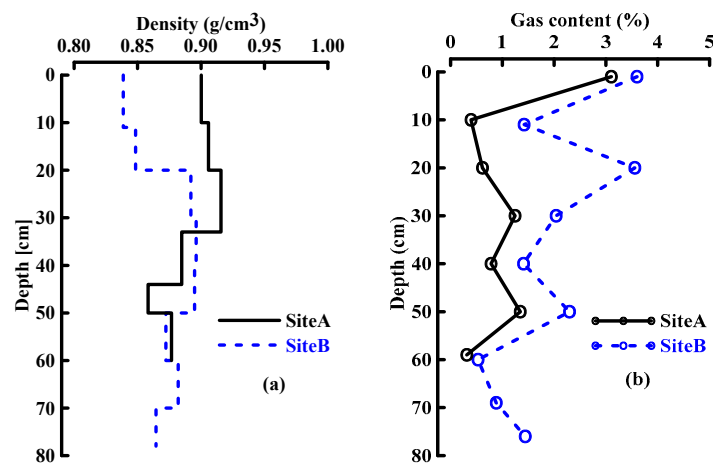 Density (g/cm3)
0.80 0.85 0.90 0.95 1.00
0
10
20
30
40
50
60
70
80
Depth [cm]
SiteA
SiteB
(a)
Gas content (%)
0 1 2 3 4 5
0
10
20
30
40
50
60
70
80
Depth (cm)
SiteA
SiteB
(b)